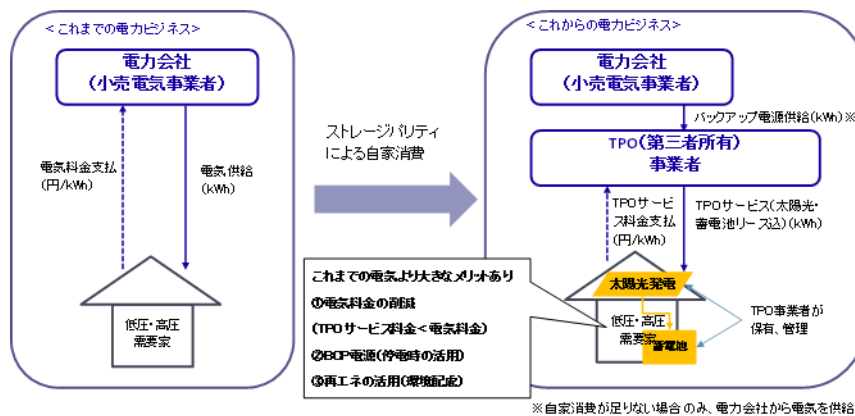 <これまでの電力ビジネス>
電力会社
(小売電気事業者)
電気料金支払
(円/kWh)
電気供給
(kWh)
低圧・高圧
需要家
ストレージパリティ
による自家消費
<これからの電力ビジネス>
電力会社
(小売電気事業者)
バックアップ電源供給(kWh)※
TPO(第三者所有)
事業者
TPOサービ
ス料金支払
(円/kWh)
TPOサービス(太陽光・
蓄電池リース込)(kWh)
太陽光発電
低圧・高圧
需要家
蓄電池
TPO事業者が
保有、管理
これまでの電気より大きなメリットあり
①電気料金の削減
(TPOサービス料金<電気料金)
②BCP電源(停電時の活用)
③再エネの活用(環境配慮)
※自家消費が足りない場合のみ、電力会社から電気を供給